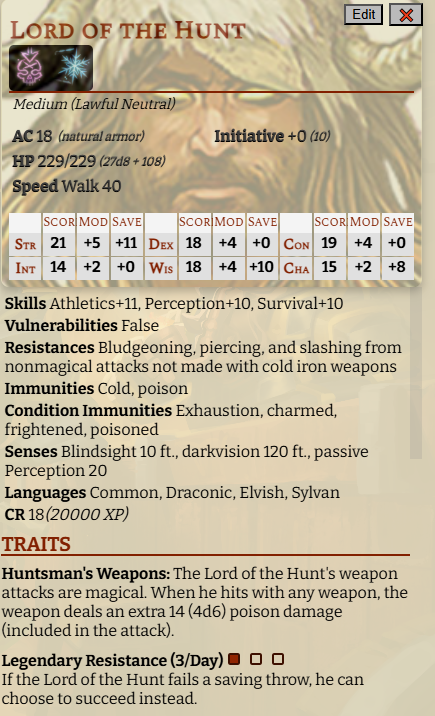 LORD OF THE HUNT
Edit
Medium (Lawful Neutral)
AC 18 (natural armor) Initiative +0 (10)
HP 229/229 (27d8 + 108)
Speed Walk 40
SCOR MOD SAVE SCOR MOD SAVE SCOR MOD SAVE
STR 21 +5 +11 DEX 18 +4 +0 CON 19 +4 +0
INT 14 +2 +0 WIS 18 +4 +10 CHA 15 +2 +8
Skills Athletics+11, Perception+10, Survival+10
Vulnerabilities False
Resistances Bludgeoning, piercing, and slashing from
nonmagical attacks not made with cold iron weapons
Immunities Cold, poison
Condition Immunities Exhaustion, charmed,
frightened, poisoned
Senses Blindsight 10 ft., darkvision 120 ft., passive
Perception 20
Languages Common, Draconic, Elvish, Sylvan
CR 18(20000 XP)
TRAITS
Huntsman's Weapons: The Lord of the Hunt's weapon
attacks are magical. When he hits with any weapon, the
weapon deals an extra 14 (4d6) poison damage
(included in the attack).
Legendary Resistance (3/Day)
If the Lord of the Hunt fails a saving throw, he can
choose to succeed instead.